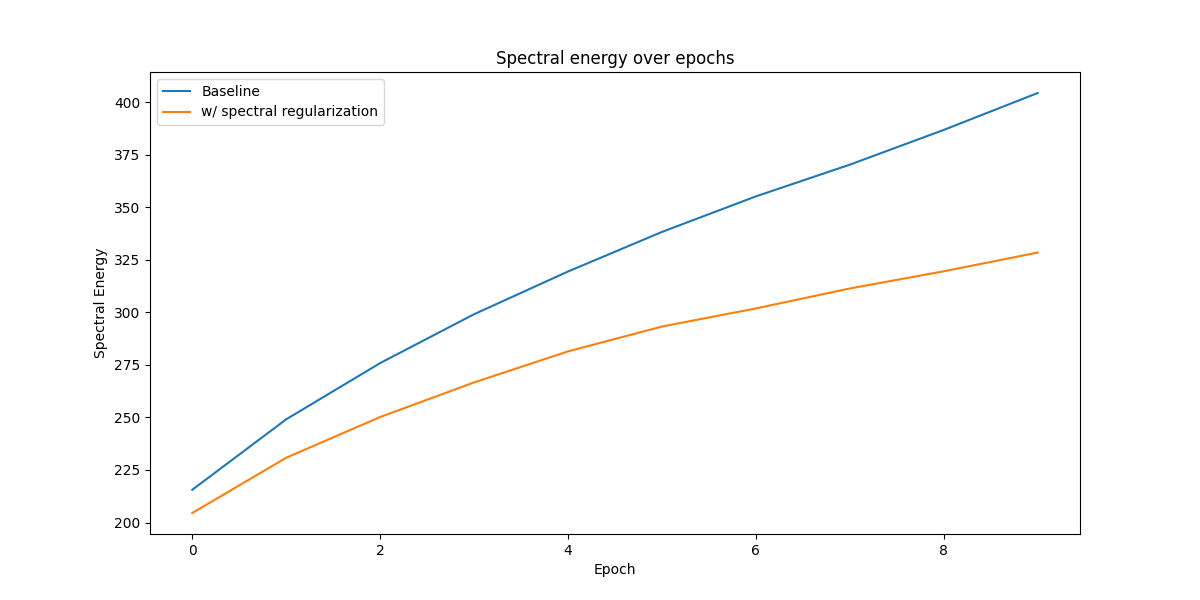 Spectral energy over epochs
Baseline
w/ spectral regularization
Spectral Energy
400
375
350
325
300
275
250
225
200
0 2 4 6 8
Epoch